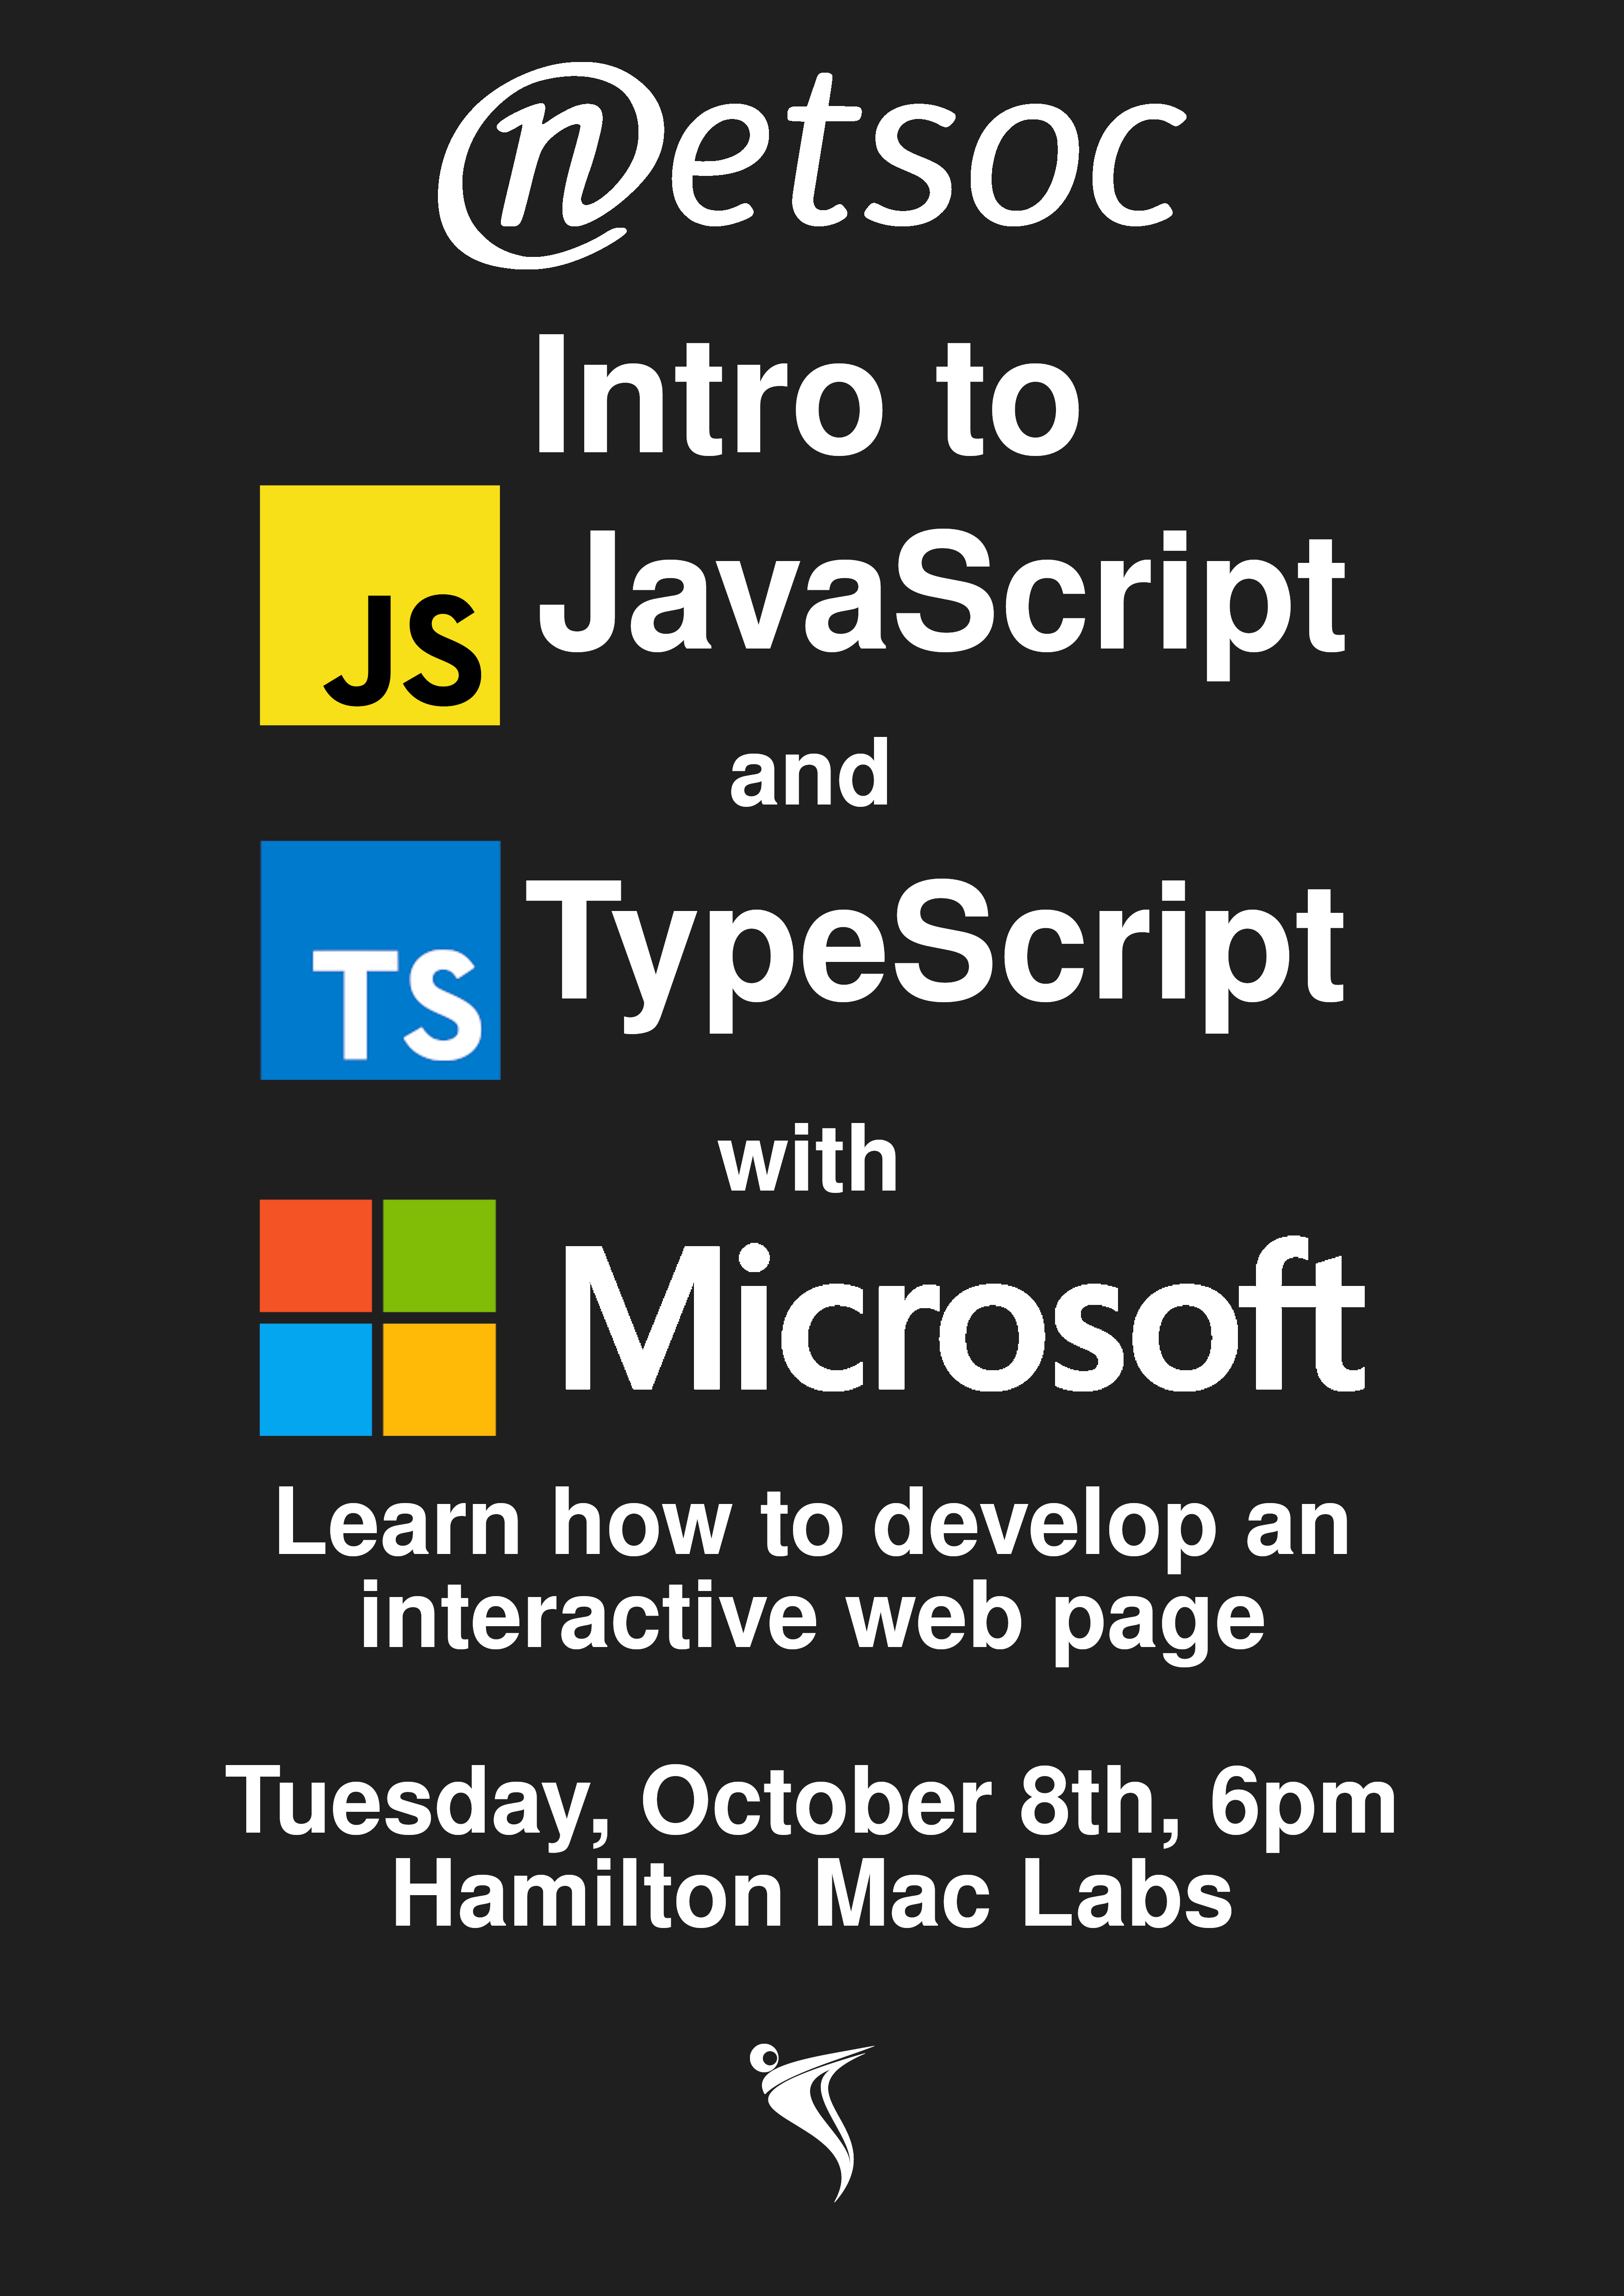 netsoc
Intro to
JS JavaScript
and
TS TypeScript
with
Microsoft
Learn how to develop an
interactive web page
Tuesday, October 8th, 6pm
Hamilton Mac Labs